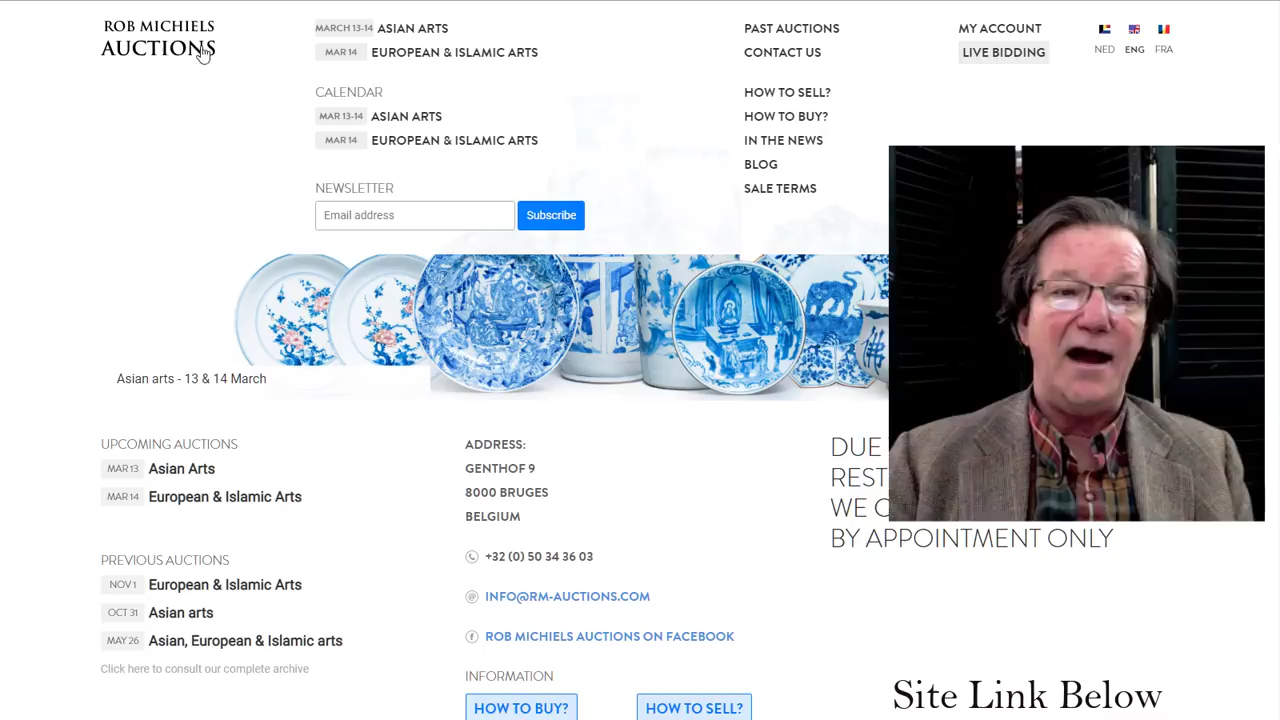 ROB MICHIELS
AUCTIONS
MARCH 13-14 ASIAN ARTS
MAR 14 EUROPEAN & ISLAMIC ARTS
CALENDAR
MAR 13-14 ASIAN ARTS
MAR 14 EUROPEAN & ISLAMIC ARTS
NEWSLETTER
Email address Subscribe
PAST AUCTIONS
CONTACT US
HOW TO SELL?
HOW TO BUY?
IN THE NEWS
BLOG
SALE TERMS
MY ACCOUNT
LIVE BIDDING
NED ENG FRA
Asian arts - 13 & 14 March
UPCOMING AUCTIONS
MAR 13 Asian Arts
MAR 14 European & Islamic Arts
PREVIOUS AUCTIONS
NOV 1 European & Islamic Arts
OCT 31 Asian arts
MAY 26 Asian, European & Islamic arts
Click here to consult our complete archive
ADDRESS:
GENTHOF 9
8000 BRUGES
BELGIUM
+32 (0) 50 34 36 03
INFO@RM-AUCTIONS.COM
ROB MICHIELS AUCTIONS ON FACEBOOK
INFORMATION
HOW TO BUY? HOW TO SELL?
DUE
WE
BY APPOINTMENT ONLY
Site Link Below